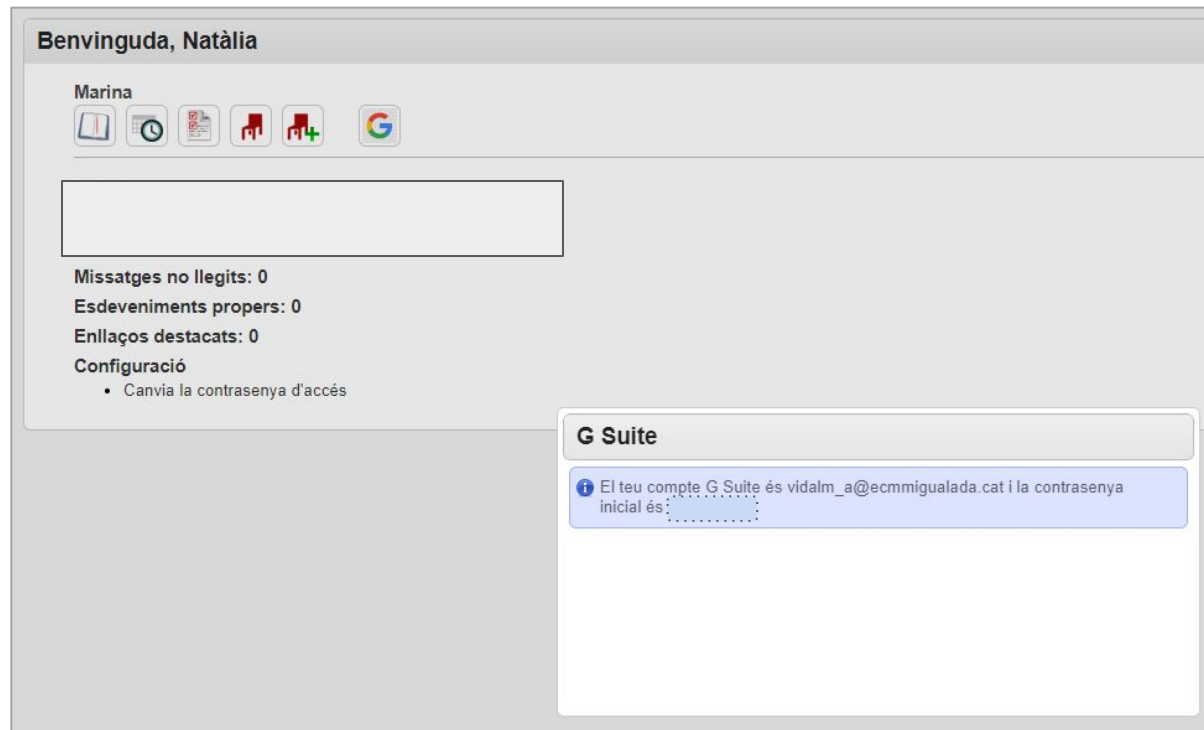 Benvinguda, Natàlia
Marina
Missatges no llegits: 0
Esdeveniments propers: 0
Enllaços destacats: 0
Configuració
Canvia la contrasenya d'accés
G Suite
El teu compte G Suite és vidalm_a@ecmmigualada.cat i la contrasenya
inicial és